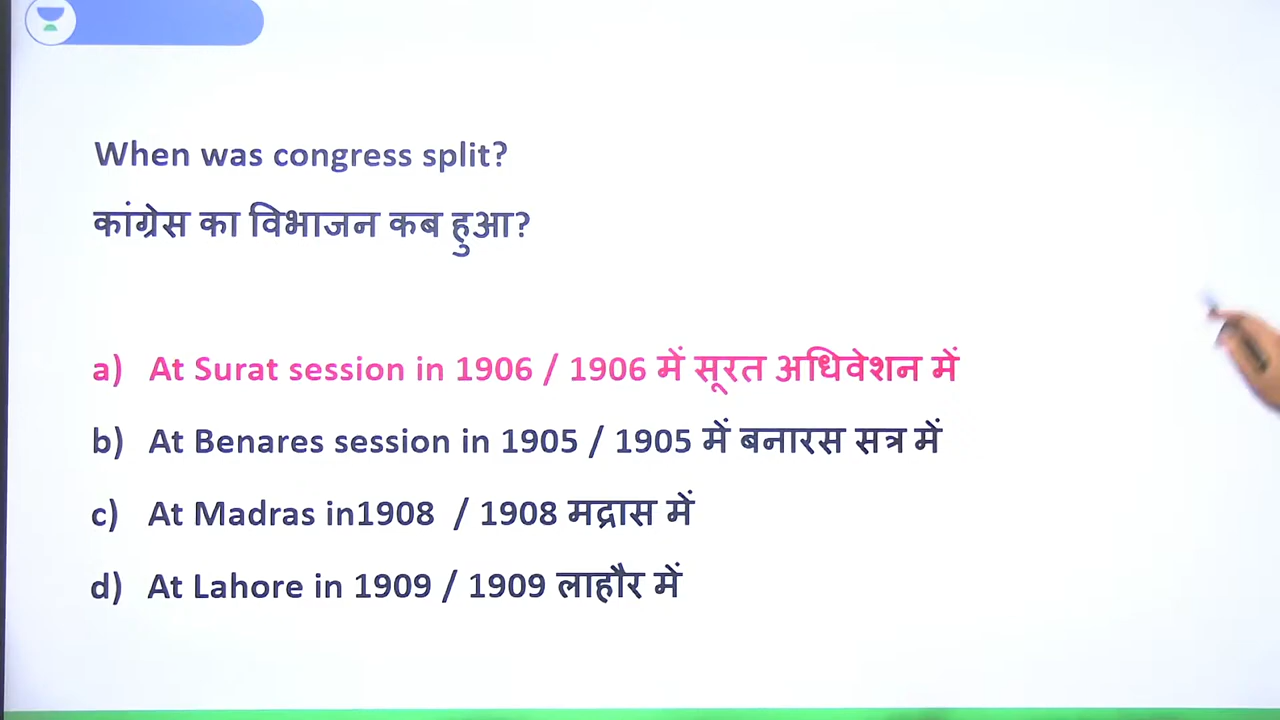 When was congress split?
कांग्रेस का विभाजन कब हुआ?
a) At Surat session in 1906 / 1906 में सूरत अधिवेशन में
b) At Benares session in 1905 / 1905 में बनारस सत्र में
c) At Madras in1908 / 1908 मद्रास में
d) At Lahore in 1909 / 1909 लाहौर में